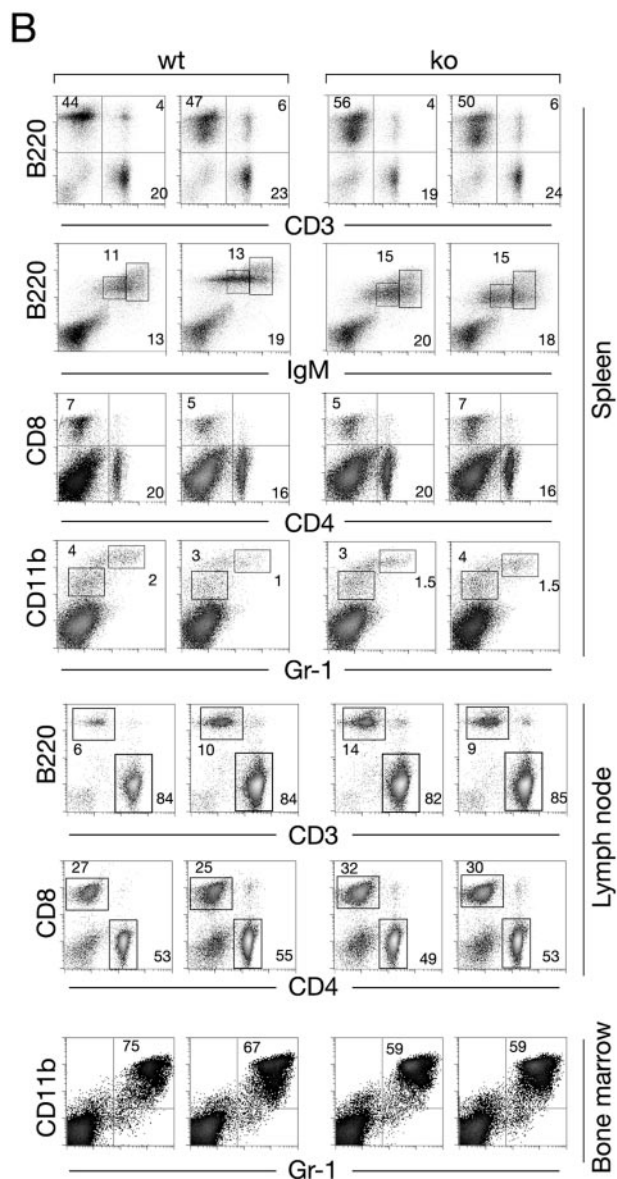 B
wt ko
44 4 47 6 56 4 50 6
B220
20 23 19 24
CD3
11 13 15 15
B220
13 19 20 18
IgM
7 5 5 7
CD8
20 16 20 16
CD4
4 3 3 4
CD11b
2 1 1.5 1.5
Gr-1
Spleen
B220
6 10 14 9
84 84 82 85
CD3
27 25 32 30
CD8
53 55 49 53
CD4
Lymph node
75 67 59 59
CD11b
Gr-1
Bone marrow